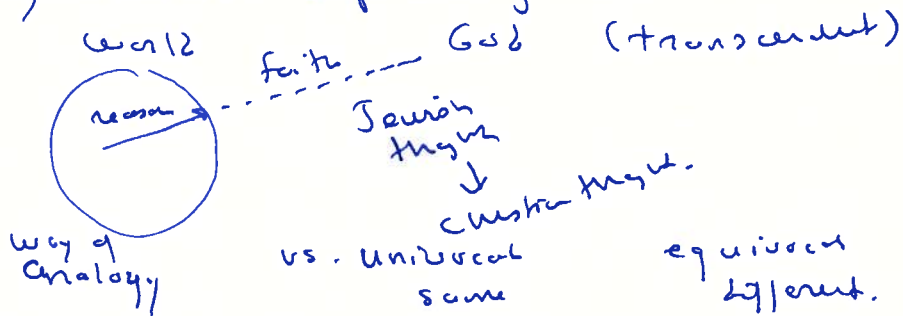 World
faith
God (transcendent)
reason
Jewish
thought
↓
Christian thought.
way of
analogy
vs. univocal
same
equivocal
different.